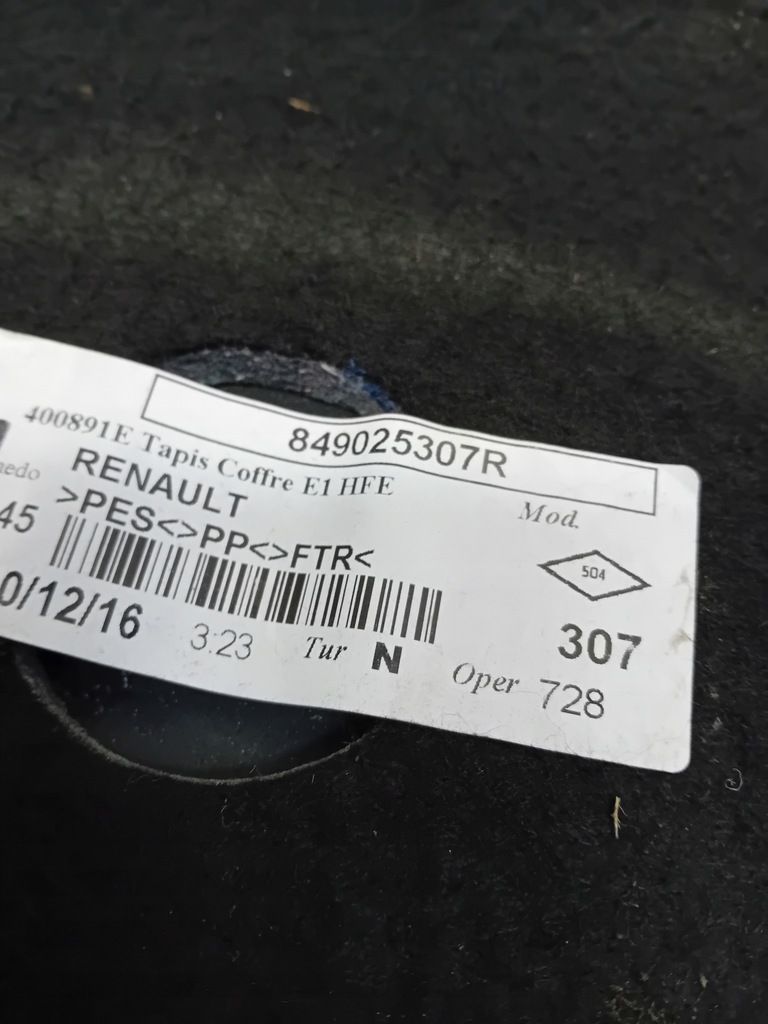 849025307R
400891E Tapis Coffre E1 HFE
RENAULT
Mod.
>PES<>PP<>FTR<
45
504
307
0/12/16
3:23
Tur N
Oper 728